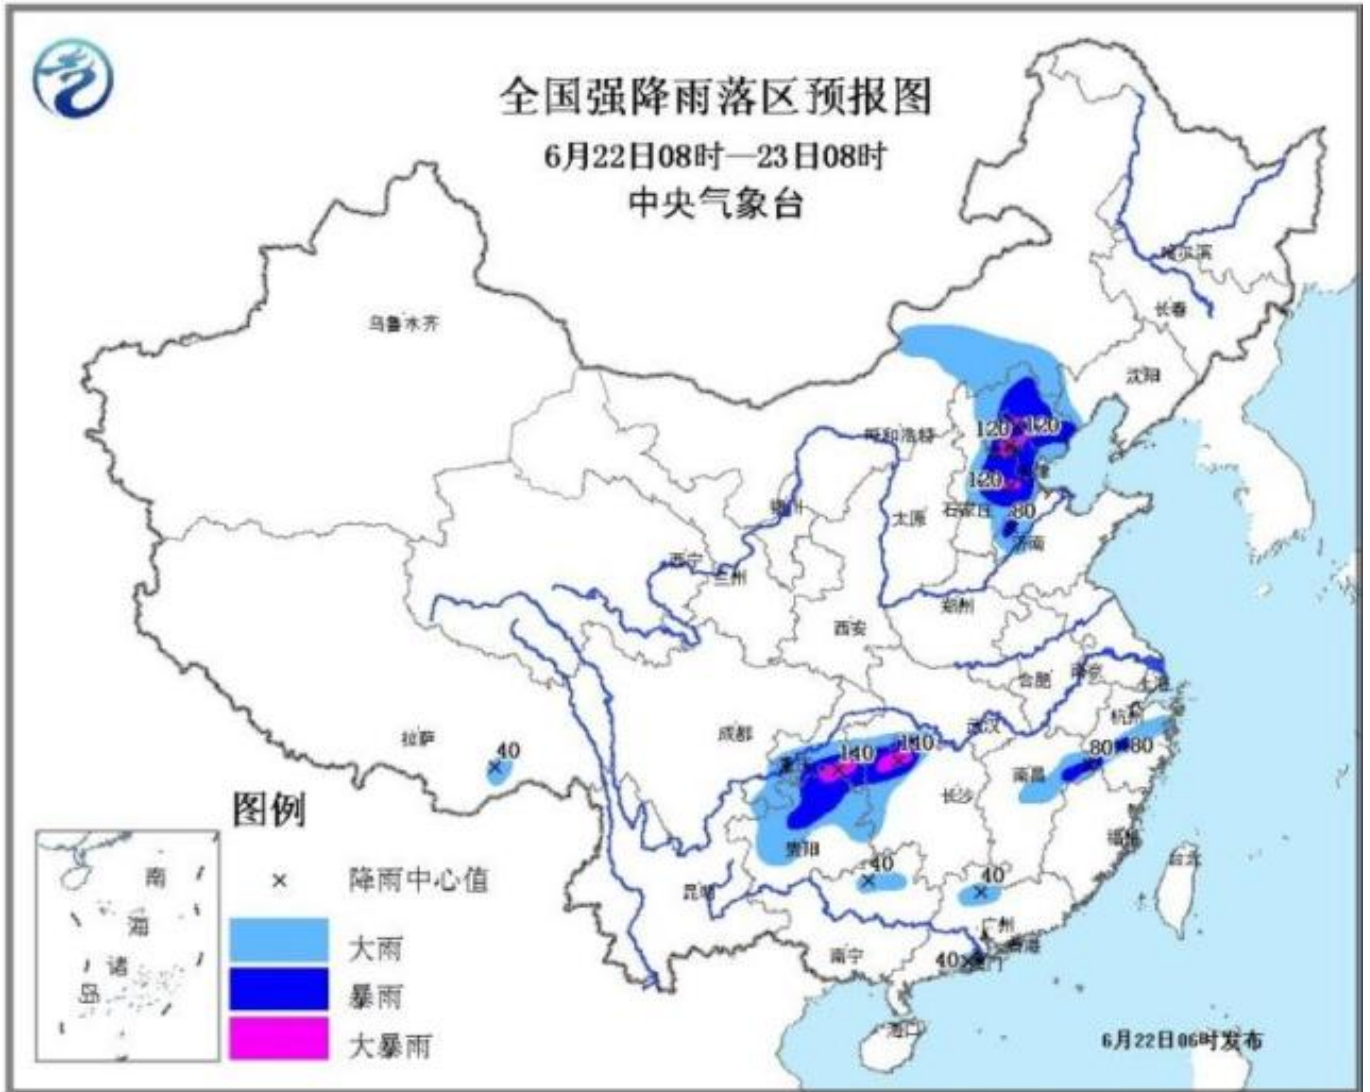 全国强降雨落区预报图
6月22日08时—23日08时
中央气象台
哈尔滨
长春
乌鲁木齐
沈阳
呼和浩特
120
120
120
天津
银川
太原
石家庄
80
济南
西宁
兰州
郑州
西安
合肥
南京
上海
拉萨
40
成都
武汉
杭州
重庆
140
140
80
80
南昌
长沙
贵阳
福州
台北
昆明
40
40
广州
香港
南宁
40
澳门
海口
图例
降雨中心值
大雨
暴雨
大暴雨
南
海
诸
岛
6月22日06时发布